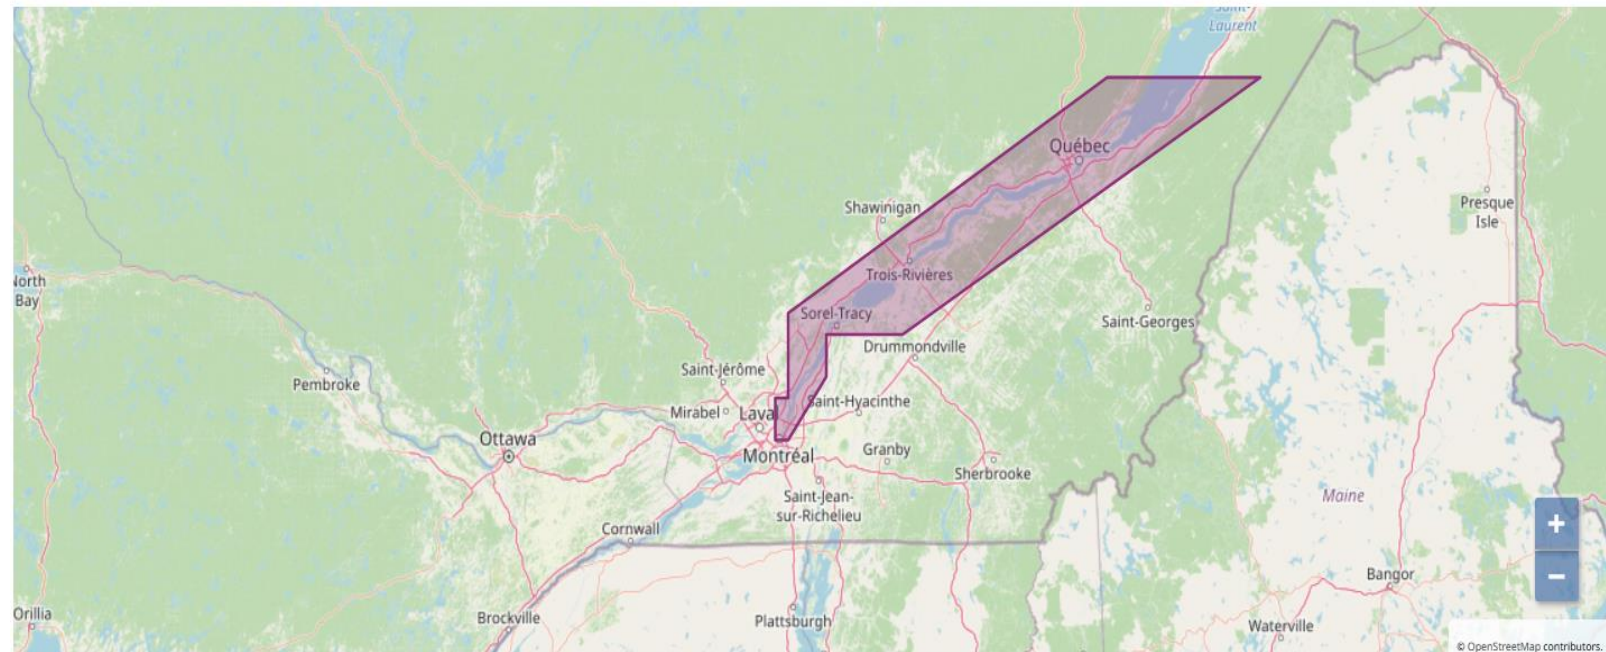 Saint-
Laurent
Québec
Shawinigan
Presque
Isle
North
Bay
Trois-Rivières
Sorel-Tracy
Saint-Georges
Drummondville
Saint-Jérôme
Pembroke
Mirabel
Laval
Saint-Hyacinthe
Ottawa
Montréal
Granby
Sherbrooke
Saint-Jean-
sur-Richelieu
Maine
Cornwall
+
−
Bangor
Orillia
Brockville
Plattsburgh
Waterville
© OpenStreetMap contributors.